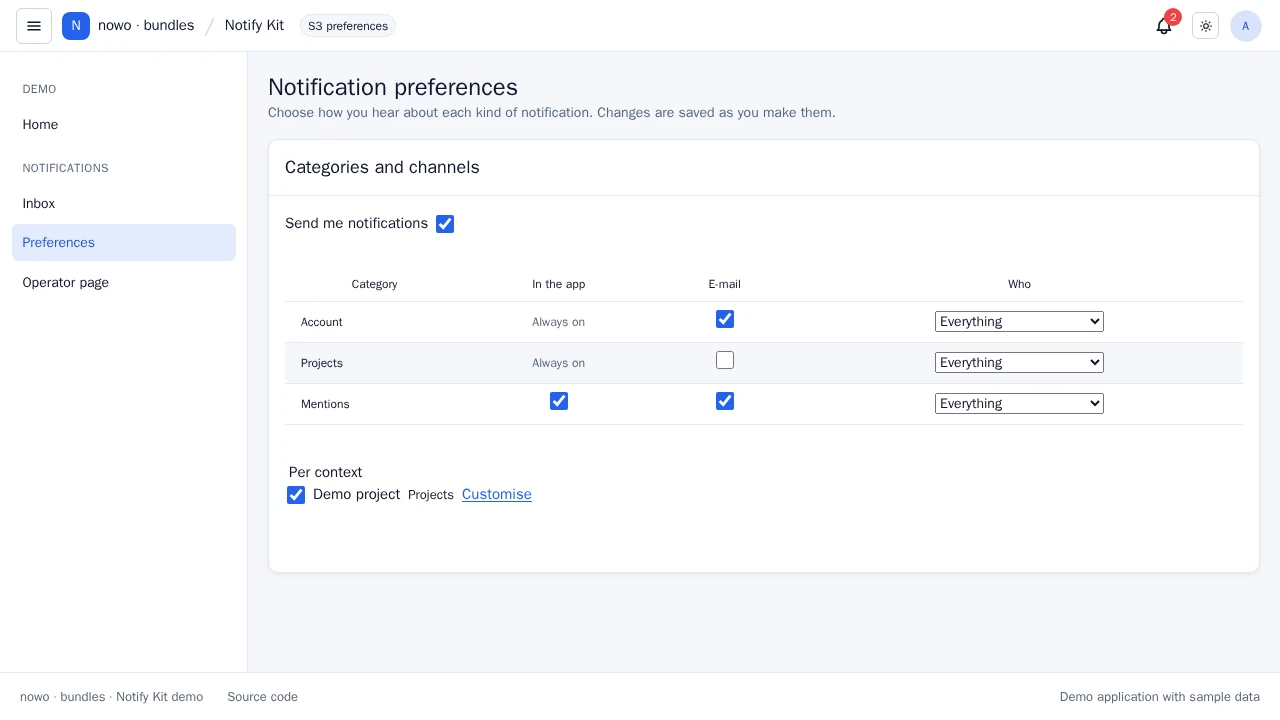 N nowo · bundles / Notify Kit S3 preferences 2 A
DEMO
Home
NOTIFICATIONS
Inbox
Preferences
Operator page
Notification preferences
Choose how you hear about each kind of notification. Changes are saved as you make them.
Categories and channels
Send me notifications
Category In the app E-mail Who
Account Always on Everything
Projects Always on Everything
Mentions Everything
Per context
Demo project Projects Customise
nowo · bundles · Notify Kit demo Source code Demo application with sample data